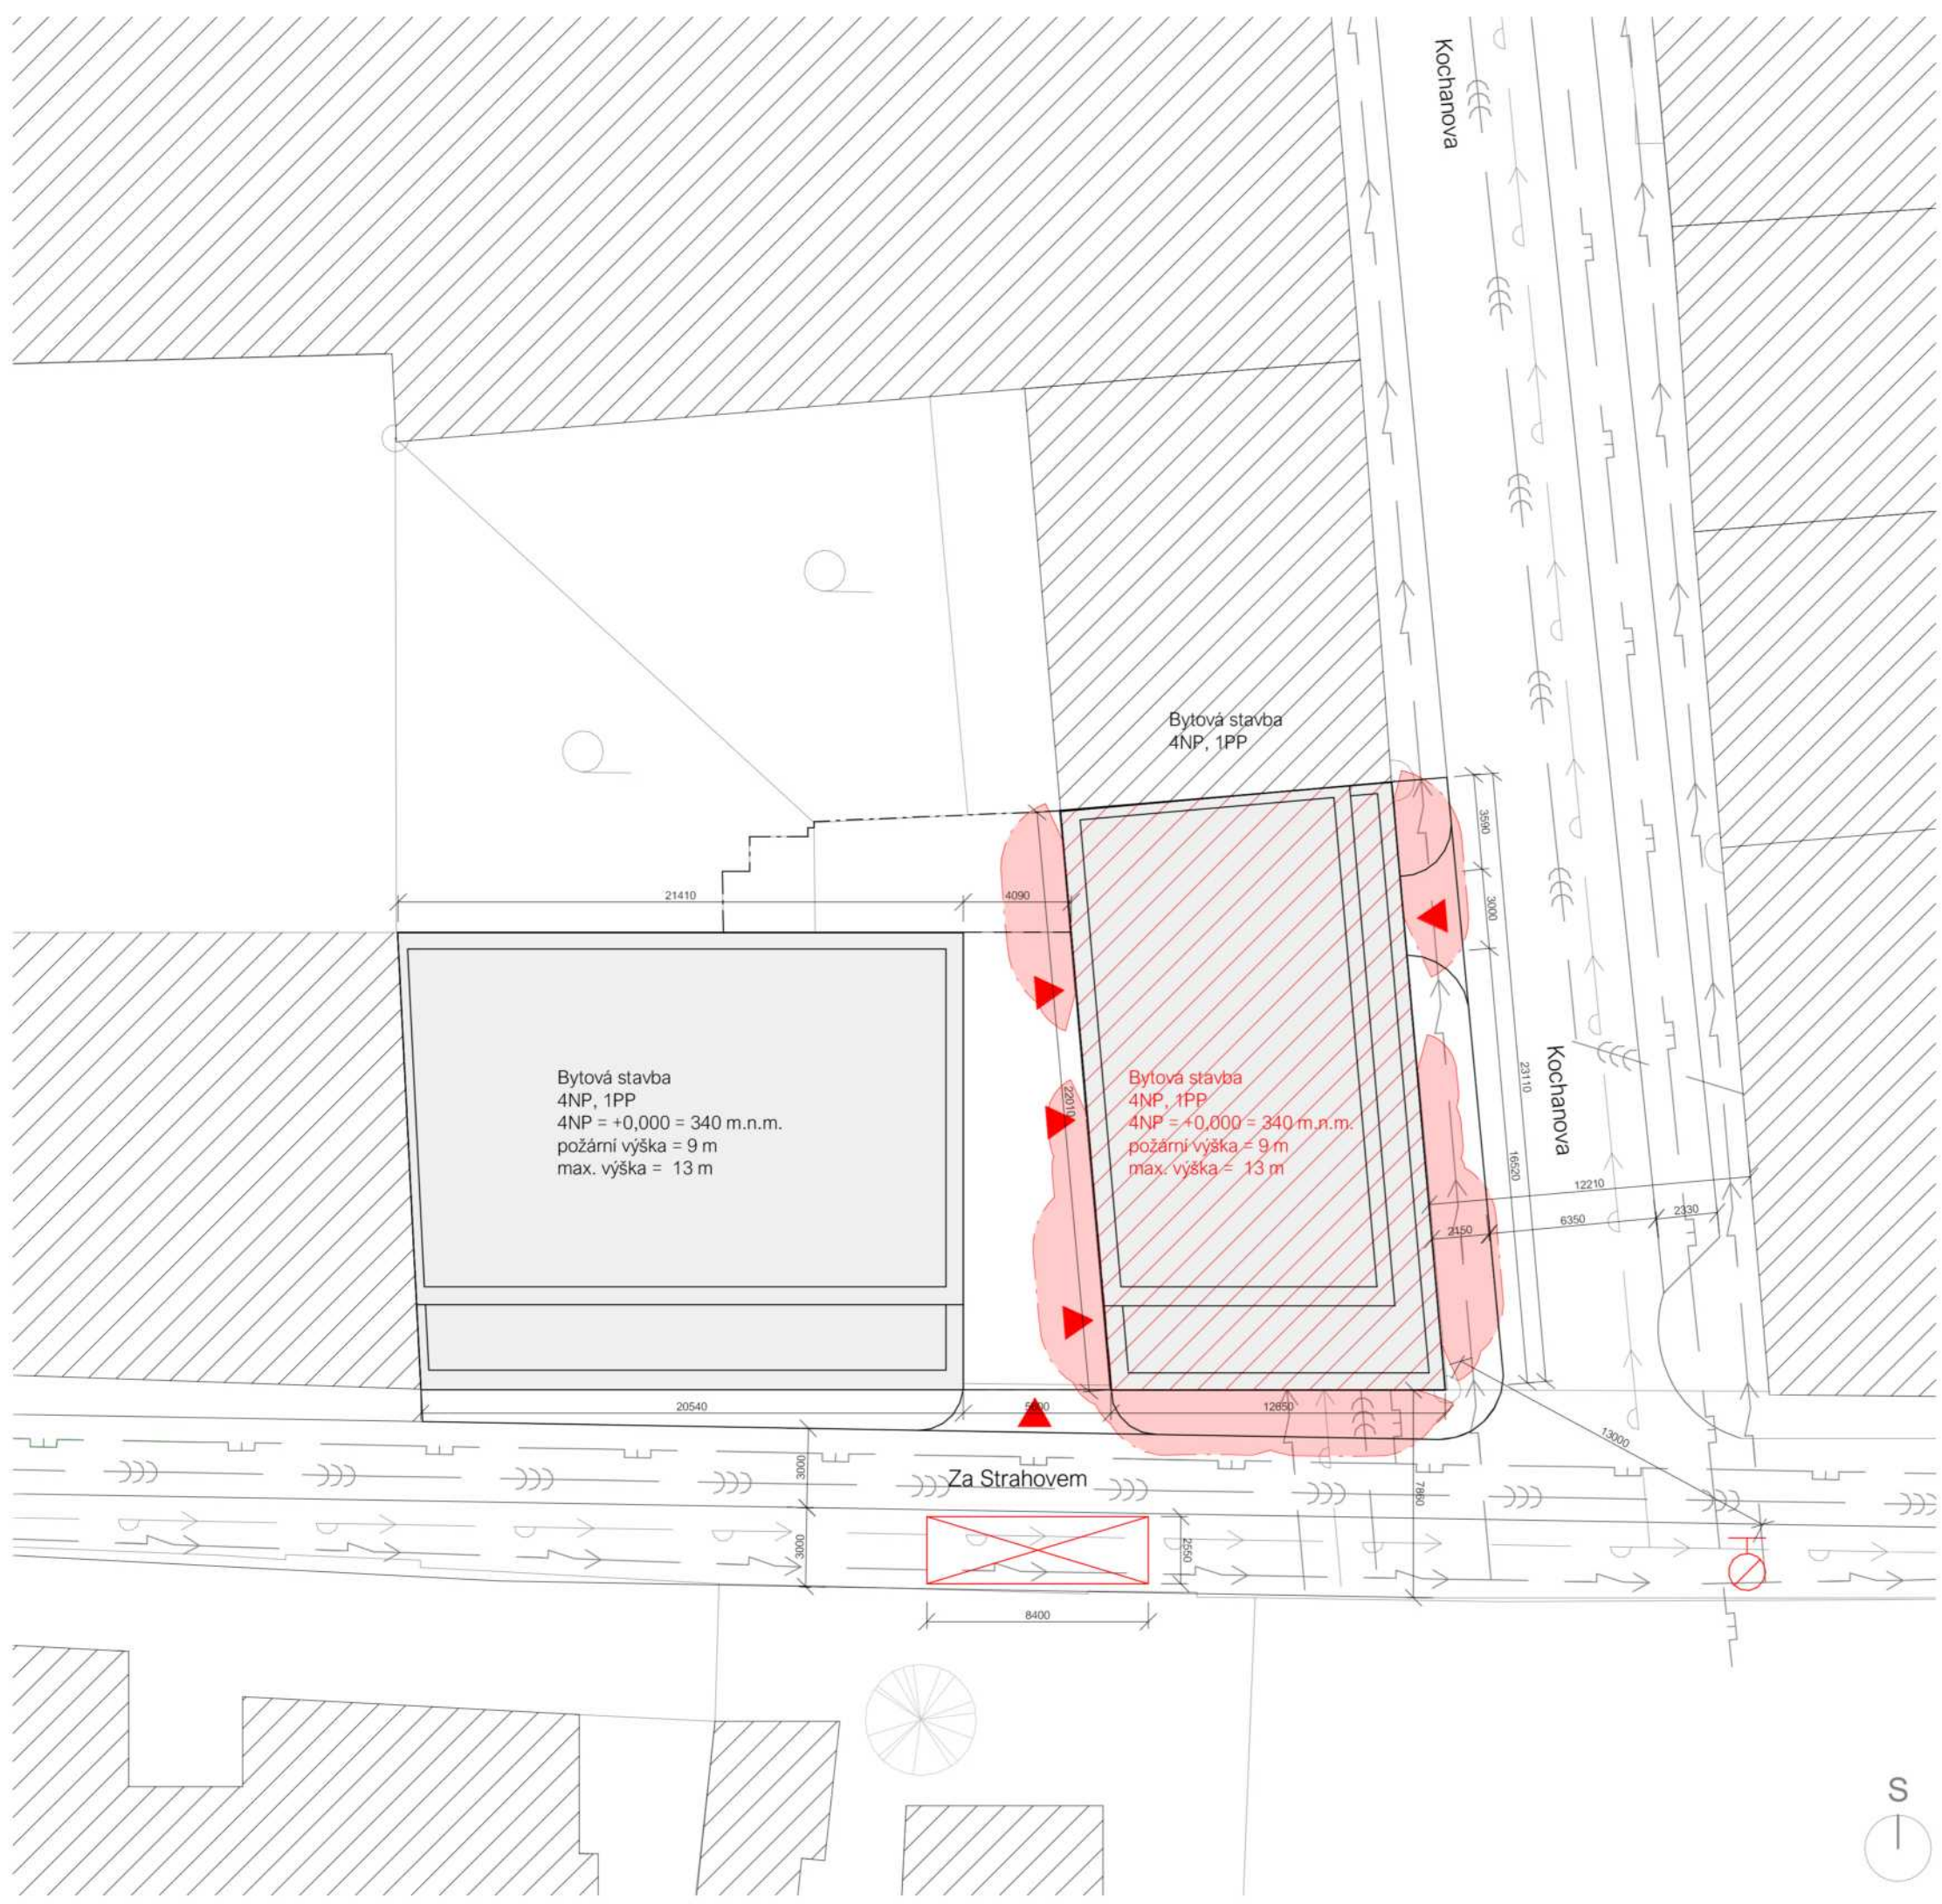 Kochanova
Bytová stavba
4NP, 1PP
3590
21410
4090
3000
Bytová stavba
4NP, 1PP
4NP = +0,000 = 340 m.n.m.
požární výška = 9 m
max. výška = 13 m
22010
Bytová stavba
4NP, 1PP
4NP = +0,000 = 340 m.n.m.
požární výška = 9 m
max. výška = 13 m
23110
Kochanova
16520
12210
2330
6350
2150
20540
12650
13000
3000
Za Strahovem
7860
3000
2550
8400
S